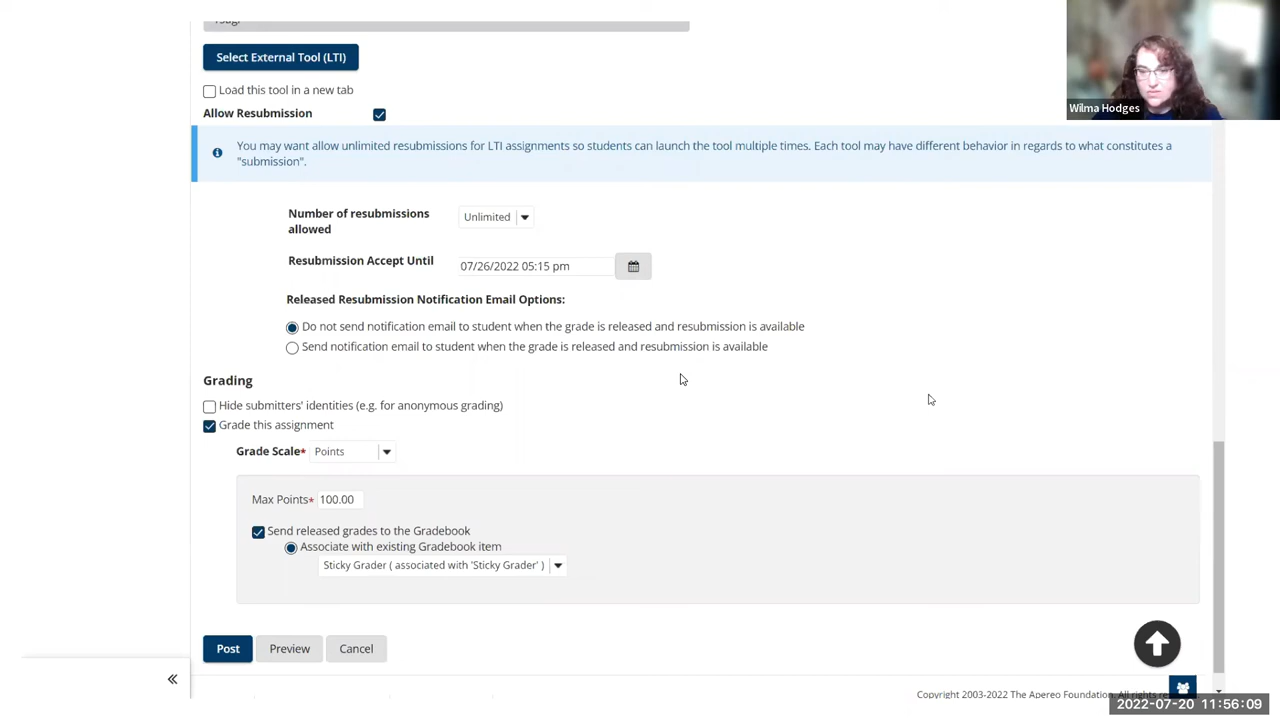 Select External Tool (LTI)
Load this tool in a new tab
Wilma Hodges
Allow Resubmission
You may want allow unlimited resubmissions for LTI assignments so students can launch the tool multiple times. Each tool may have different behavior in regards to what constitutes a
"submission".
Number of resubmissions
allowed
Unlimited
Resubmission Accept Until
07/26/2022 05:15 pm
Released Resubmission Notification Email Options:
Do not send notification email to student when the grade is released and resubmission is available
Send notification email to student when the grade is released and resubmission is available
Grading
Hide submitters' identities (e.g. for anonymous grading)
Grade this assignment
Grade Scale* Points
Max Points* 100.00
Send released grades to the Gradebook
Associate with existing Gradebook item
Sticky Grader ( associated with 'Sticky Grader' )
Post Preview Cancel
«
Copyright 2003-2022 The Apereo Foundation. All rights
2022-07-20 11:56:09